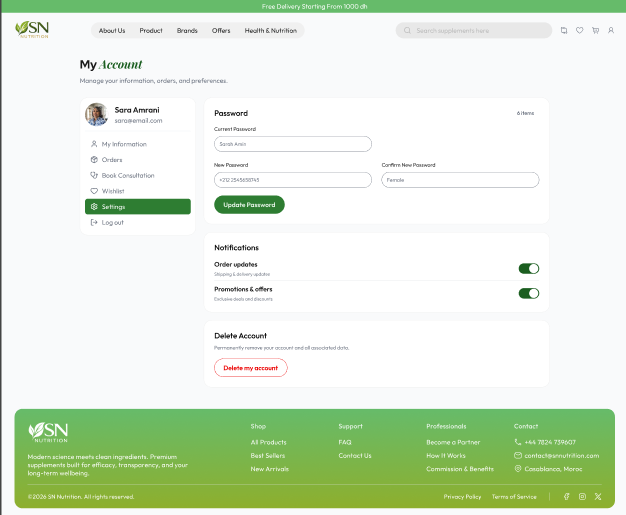 Free Delivery Starting From 1000 dh
SN
NUTRITION
About Us
Product
Brands
Offers
Health & Nutrition
Search supplements here
My Account
Manage your information, orders, and preferences.
Sara Amrani
sara@email.com
My Information
Orders
Book Consultation
Wishlist
Settings
Log out
Password
6 items
Current Password
Sarah Amin
New Password
Confirm New Password
+212 2545658745
Female
Update Password
Notifications
Order updates
Shipping & delivery updates
Promotions & offers
Exclusive deals and discounts
Delete Account
Permanently remove your account and all associated data.
Delete my account
SN
NUTRITION
Modern science meets clean ingredients. Premium
supplements built for efficacy, transparency, and your
long-term wellbeing.
Shop
All Products
Best Sellers
New Arrivals
Support
FAQ
Contact Us
Professionals
Become a Partner
How It Works
Commission & Benefits
Contact
+44 7824 739607
contact@snnutrition.com
Casablanca, Moroc
©2026 SN Nutrition. All rights reserved.
Privacy Policy
Terms of Service